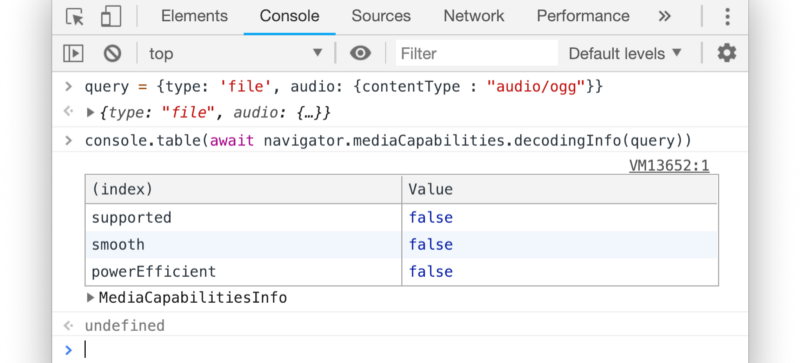 Elements Console Sources Network Performance »
top ▼ Filter Default levels ▼
> query = {type: 'file', audio: {contentType : "audio/ogg"}}
<· ▶{type: "file", audio: {…}}
> console.table(await navigator.mediaCapabilities.decodingInfo(query))
VM13652:1
(index) Value
supported false
smooth false
powerEfficient false
▶MediaCapabilitiesInfo
<· undefined
>